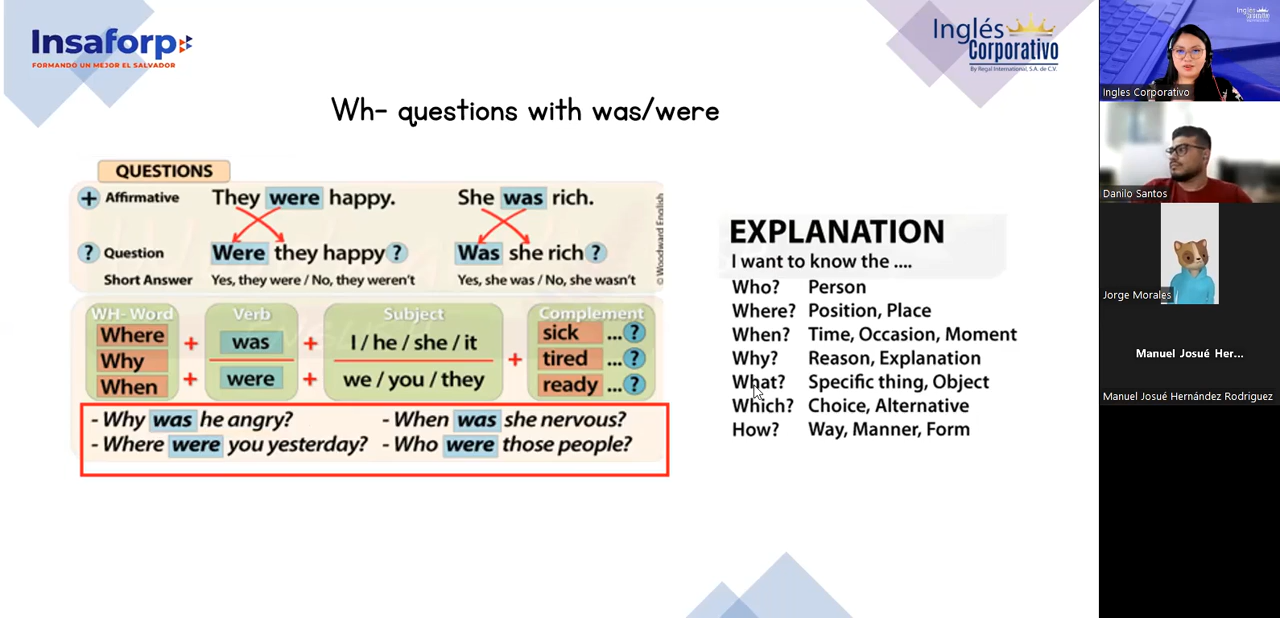 Insaforp
FORMANDO UN MEJOR EL SALVADOR
Inglés
Corporativo
By Regal International, S.A. de C.V.
Wh- questions with was/were
QUESTIONS
+ Affirmative They were happy. She was rich.
? Question Were they happy? Was she rich?
Short Answer Yes, they were / No, they weren't Yes, she was / No, she wasn't
© Woodward English
WH- Word Verb Subject Complement
Where + was + I / he / she / it + sick ...?
Why tired ...?
When + were + we / you / they ready ...?
- Why was he angry? - When was she nervous?
- Where were you yesterday? - Who were those people?
EXPLANATION
I want to know the ....
Who? Person
Where? Position, Place
When? Time, Occasion, Moment
Why? Reason, Explanation
What? Specific thing, Object
Which? Choice, Alternative
How? Way, Manner, Form
Inglés
Ingles Corporativo
Danilo Santos
Jorge Morales
Manuel Josué Her...
Manuel Josué Hernández Rodriguez